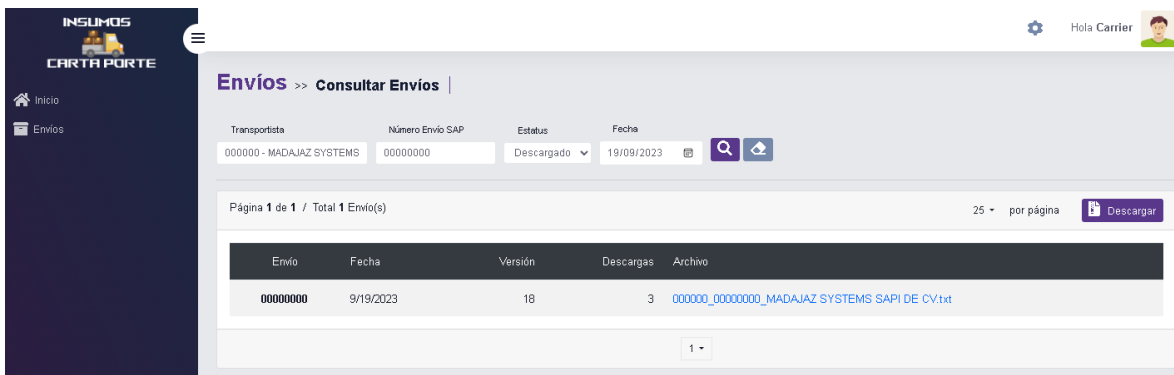 INSUMOS
CARTA PORTE
Hola Carrier
Inicio
Envíos
Envíos >> Consultar Envíos |
Transportista Número Envío SAP Estatus Fecha
000000 - MADAJAZ SYSTEMS 00000000 Descargado 19/09/2023
Página 1 de 1 / Total 1 Envío(s) 25 por página Descargar
Envío Fecha Versión Descargas Archivo
00000000 9/19/2023 18 3 000000_00000000_MADAJAZ SYSTEMS SAPI DE CV.txt
1